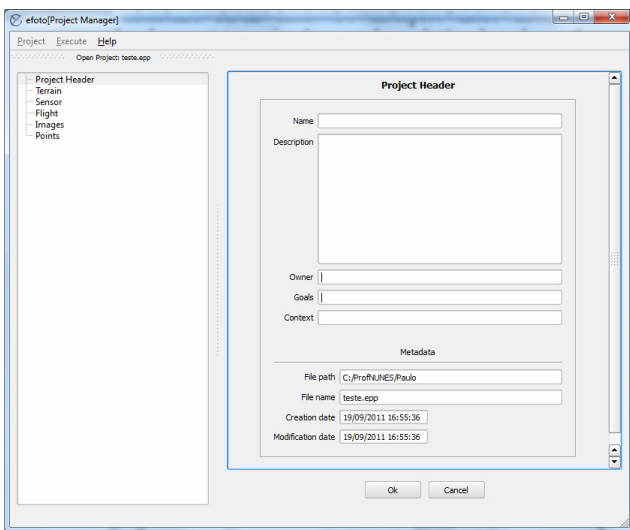 efoto[Project Manager]
Project Execute Help
Open Project: teste.epp
Project Header
Terrain
Sensor
Flight
Images
Points
Project Header
Name
Description
Owner
Goals
Context
Metadata
File path C:/ProfNUNES/Paulo
File name teste.epp
Creation date 19/09/2011 16:55:36
Modification date 19/09/2011 16:55:36
Ok Cancel